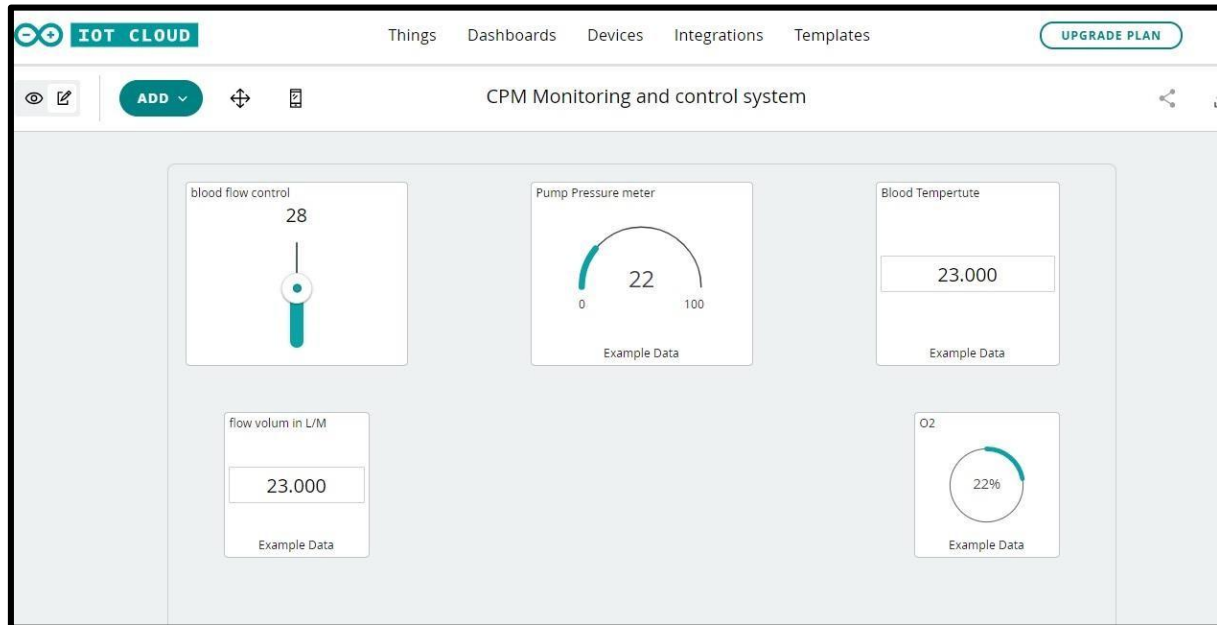 IOT CLOUD
Things Dashboards Devices Integrations Templates
UPGRADE PLAN
ADD
CPM Monitoring and control system
blood flow control
28
Pump Pressure meter
22
0 100
Example Data
Blood Tempertute
23.000
Example Data
flow volum in L/M
23.000
Example Data
O2
22%
Example Data